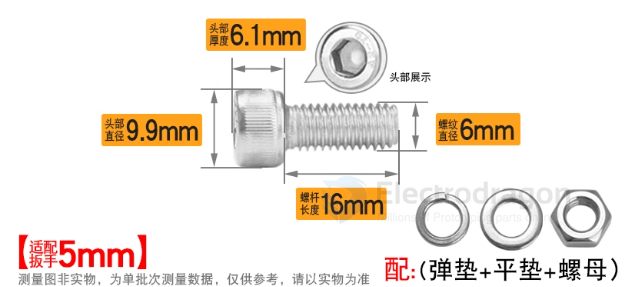 头部
厚度 6.1mm
头部展示
头部
直径 9.9mm
螺纹
直径 6mm
螺杆
长度 16mm
Electrodragon
【适配
扳手 5mm】
配:(弹垫+平垫+螺母)
测量图非实物，为单批次测量数据，仅供参考，请以实物为准